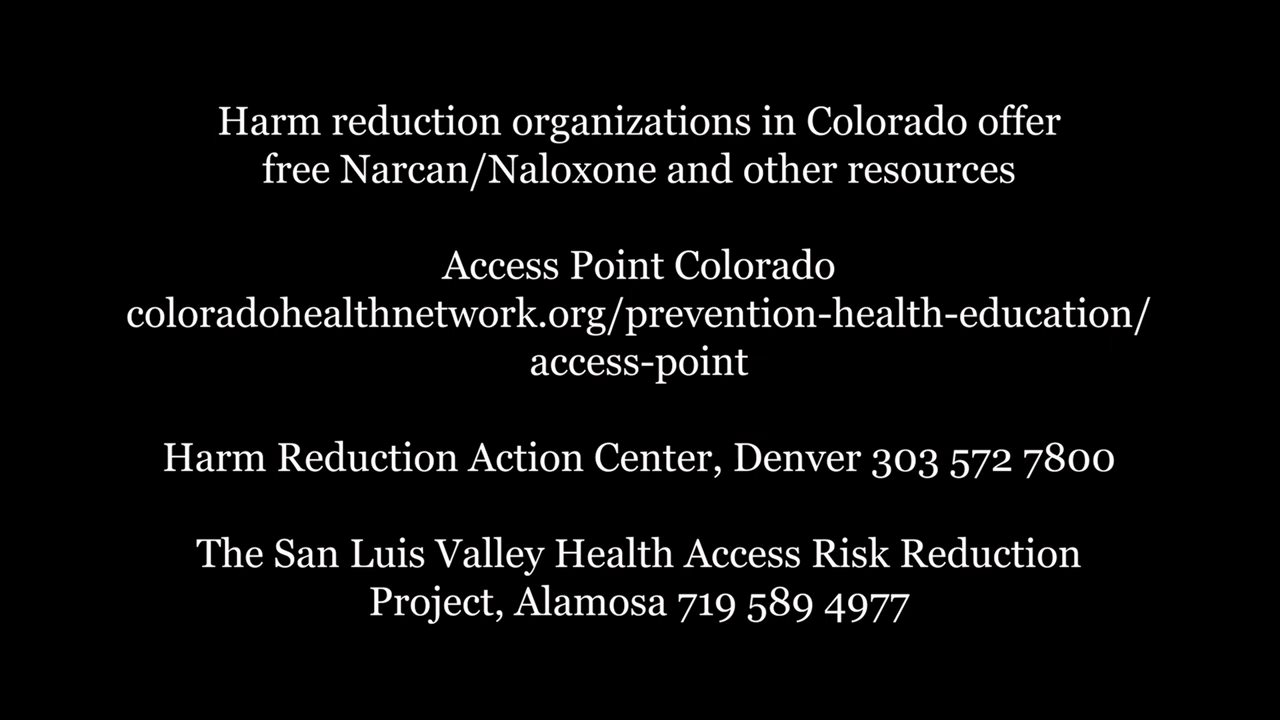 Harm reduction organizations in Colorado offer
free Narcan/Naloxone and other resources
Access Point Colorado
coloradohealthnetwork.org/prevention-health-education/
access-point
Harm Reduction Action Center, Denver 303 572 7800
The San Luis Valley Health Access Risk Reduction
Project, Alamosa 719 589 4977